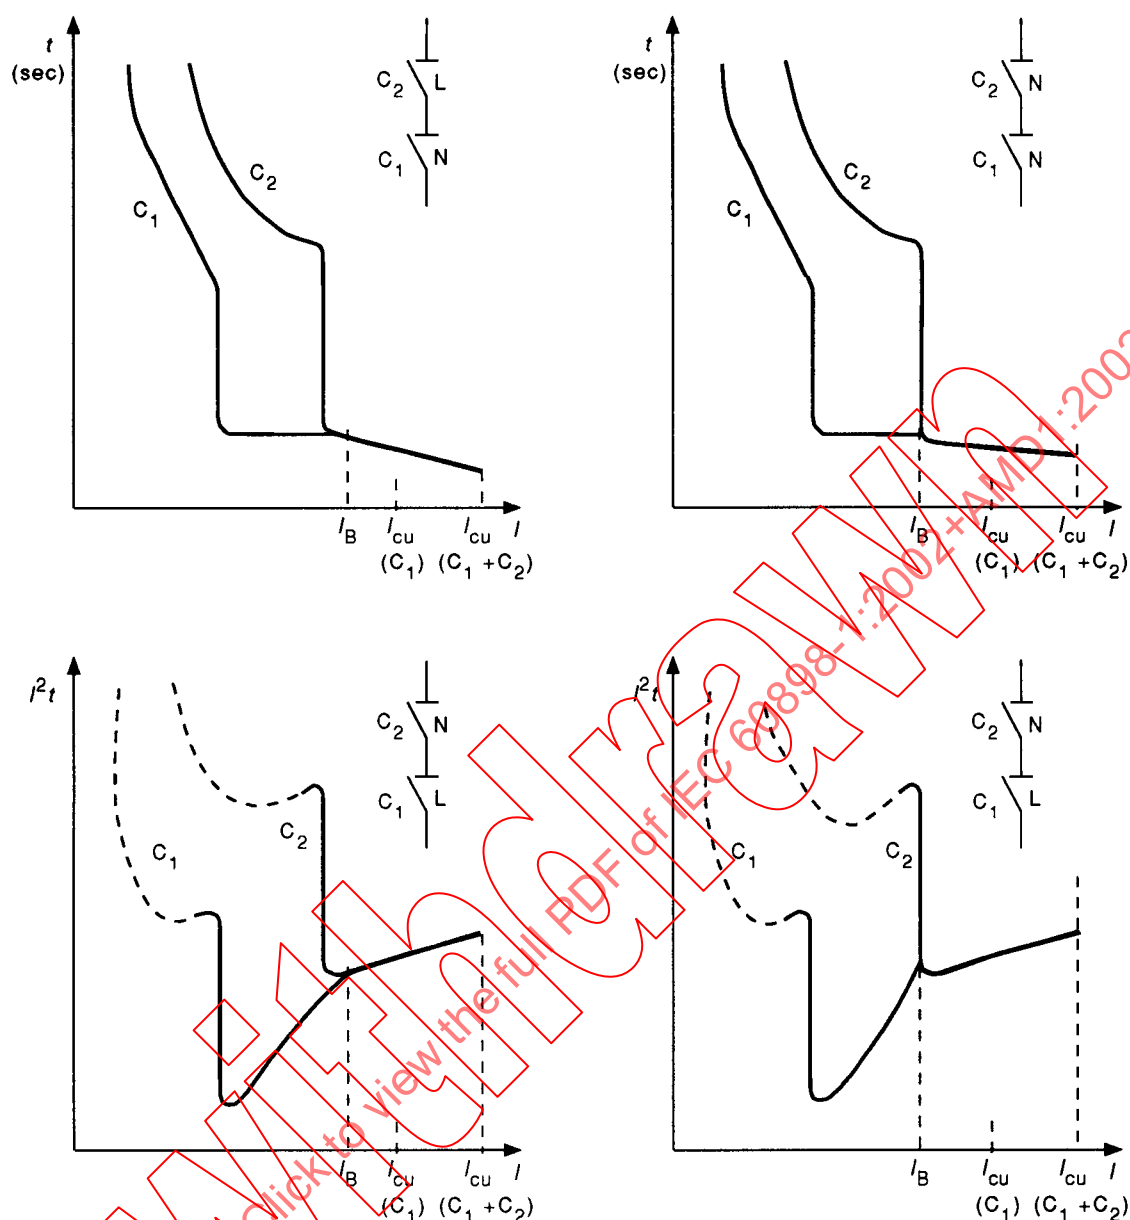 t
(sec)
C2 L
C1 N
C2
C1
IB Icu Icu I
(C1) (C1 + C2)
t
(sec)
C2 N
C1 N
C2
C1
IB Icu Icu I
(C1) (C1 + C2)
I²t
C2 N
C1 L
C2
C1
IB Icu Icu I
(C1) (C1 + C2)
I²t
C2 N
C1 L
C1
C2
IB Icu Icu I
(C1) (C1 + C2)
Withdrawn
click to view the full PDF of IEC 60898-1:2002+AMD1:2002